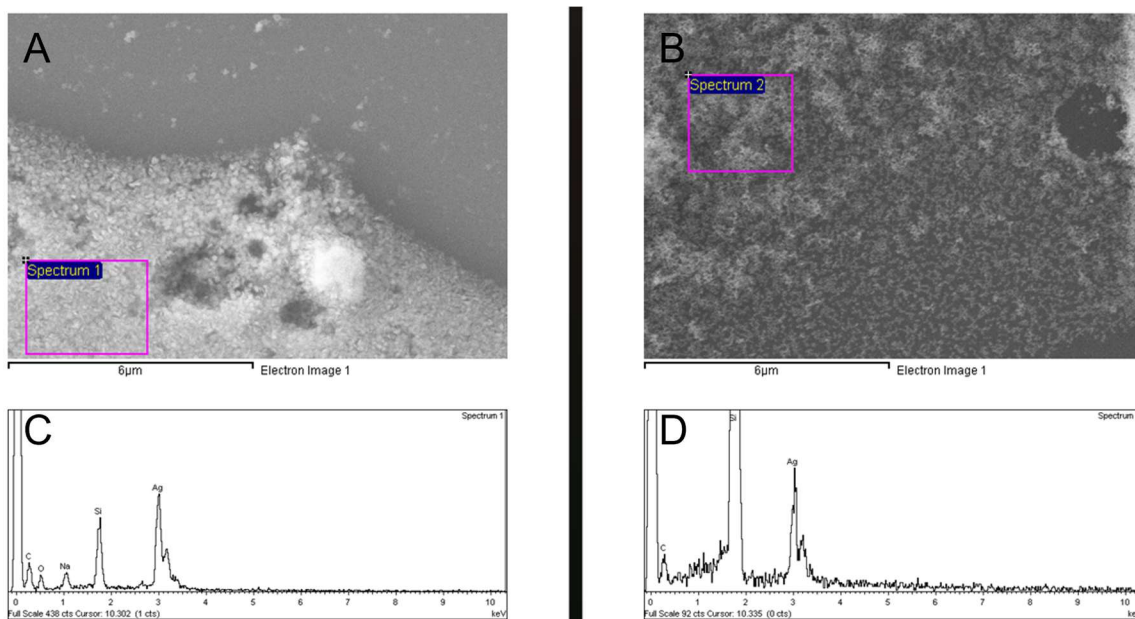 A
Spectrum 1
6µm
Electron Image 1
B
Spectrum 2
6µm
Electron Image 1
C
Spectrum 1
C
O
Na
Si
Ag
0 1 2 3 4 5 6 7 8 9 10
Full Scale 438 cts Cursor: 10.302 (1 cts)
keV
D
Spectrum
C
Si
Ag
0 1 2 3 4 5 6 7 8 9 10
Full Scale 92 cts Cursor: 10.335 (0 cts)
ke